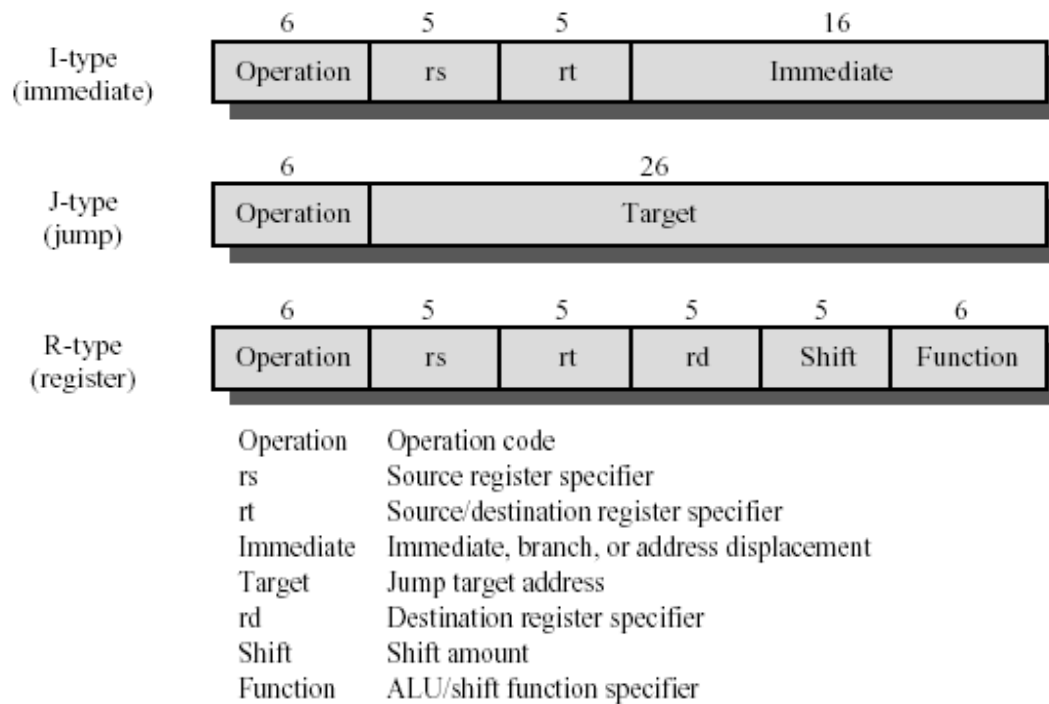 6 5 5 16
I-type
(immediate)
Operation rs rt Immediate
6 26
J-type
(jump)
Operation Target
6 5 5 5 5 6
R-type
(register)
Operation rs rt rd Shift Function
Operation Operation code
rs Source register specifier
rt Source/destination register specifier
Immediate Immediate, branch, or address displacement
Target Jump target address
rd Destination register specifier
Shift Shift amount
Function ALU/shift function specifier